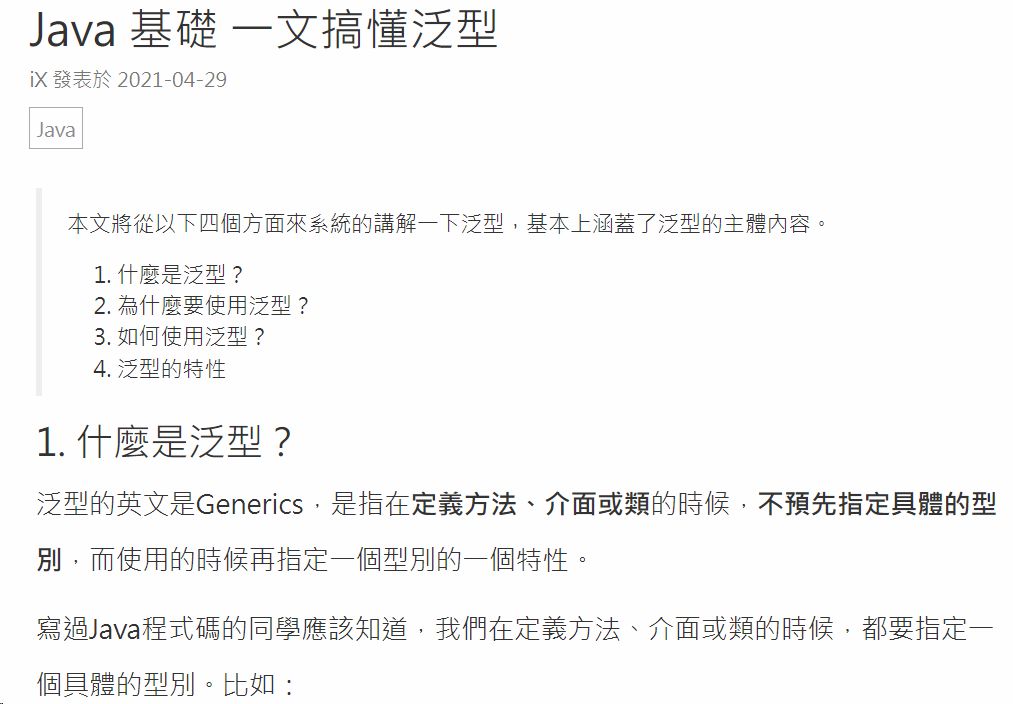 Java 基礎 一文搞懂泛型
iX 發表於 2021-04-29
Java
本文將從以下四個方面來系統的講解一下泛型，基本上涵蓋了泛型的主體內容。
1. 什麼是泛型？
2. 為什麼要使用泛型？
3. 如何使用泛型？
4. 泛型的特性
1. 什麼是泛型？
泛型的英文是Generics，是指在定義方法、介面或類的時候，不預先指定具體的型
別，而使用的時候再指定一個型別的一個特性。
寫過Java程式碼的同學應該知道，我們在定義方法、介面或類的時候，都要指定一
個具體的型別。比如：